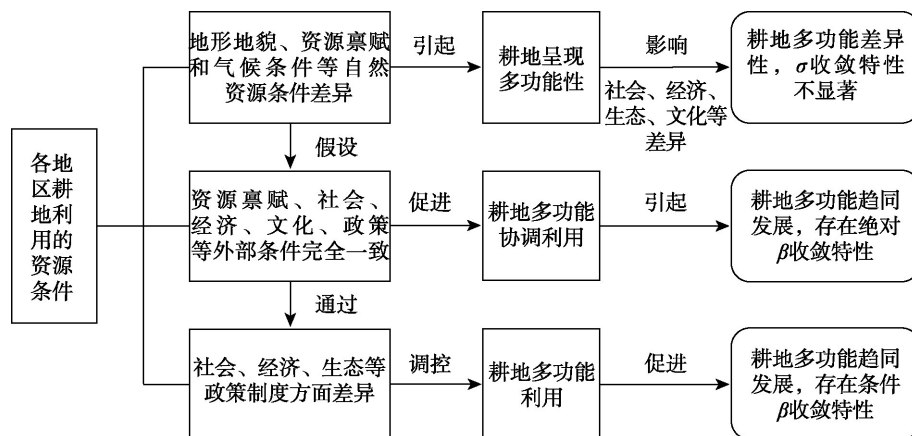 各地
区耕
地利
用的
资源
条件
地形地貌、资源禀赋
和气候条件等自然
资源条件差异
引起
耕地呈现
多功能性
影响
社会、经济、
生态、文化等
差异
耕地多功能差异
性，σ收敛特性
不显著
假设
资源禀赋、社会、
经济、文化、政策
等外部条件完全一致
促进
耕地多功能
协调利用
引起
耕地多功能趋同
发展，存在绝对
β收敛特性
通过
社会、经济、生态等
政策制度方面差异
调控
耕地多功能
利用
促进
耕地多功能趋同
发展，存在条件
β收敛特性